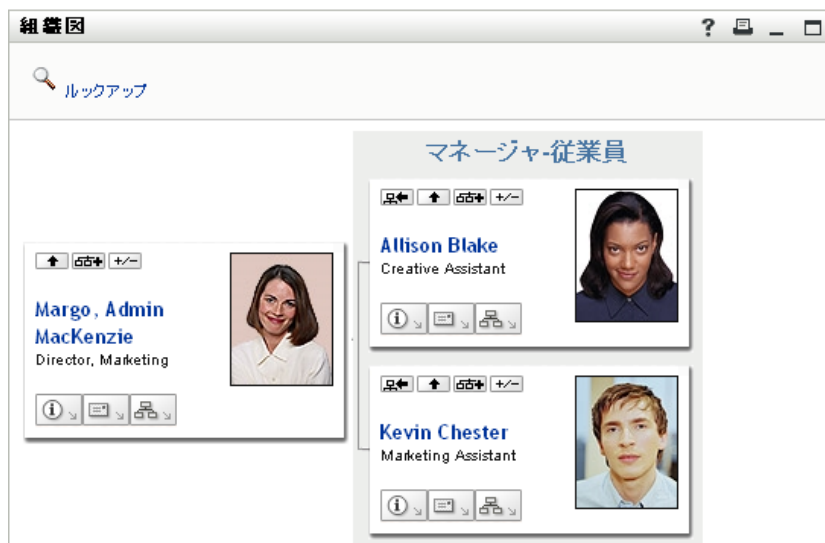 組織図
?
ルックアップ
マネージャ-従業員
+/−
Allison Blake
Creative Assistant
+/−
Margo, Admin
MacKenzie
Director, Marketing
+/−
Kevin Chester
Marketing Assistant